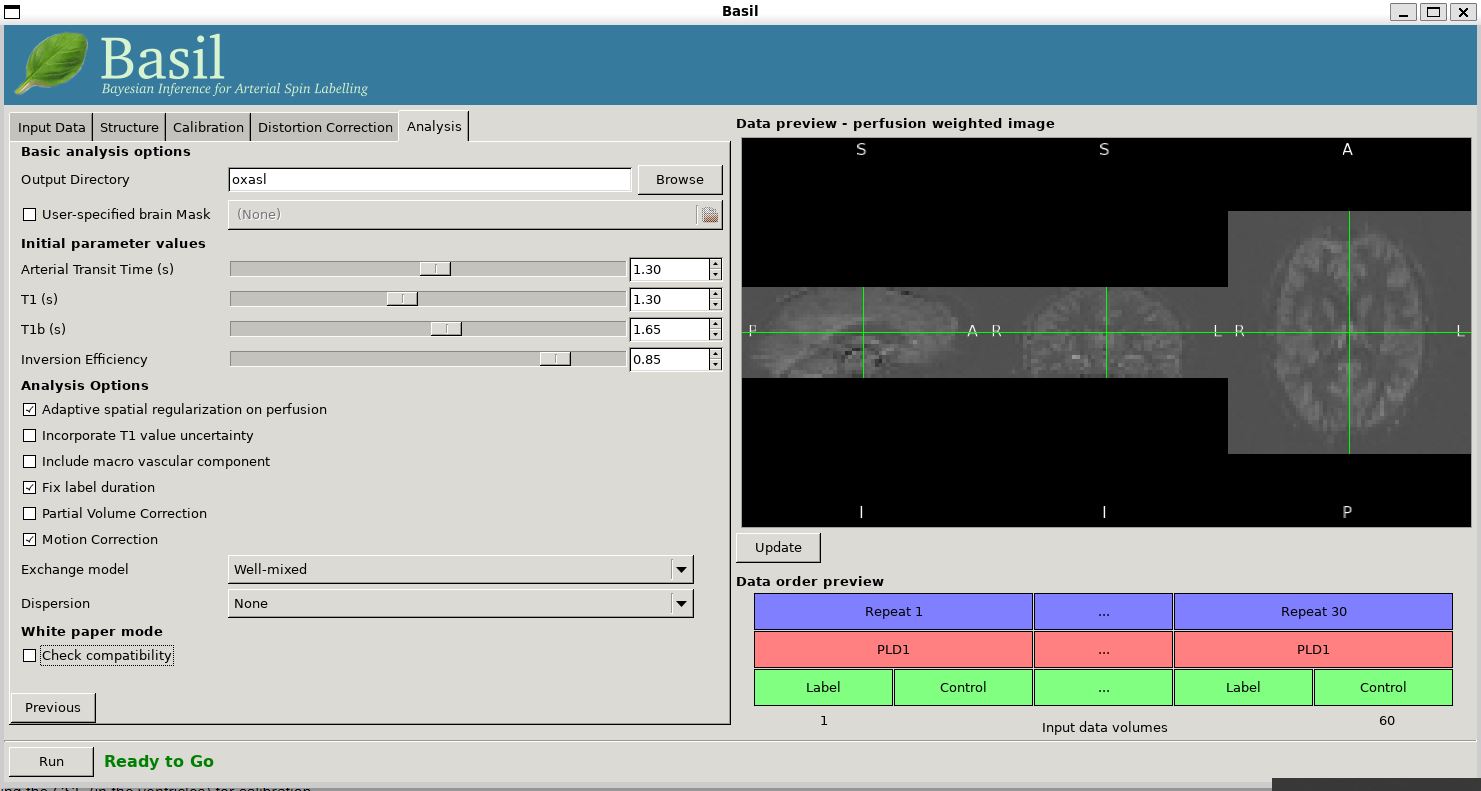 Basil
Basil
Bayesian Inference for Arterial Spin Labelling
Input Data
Structure
Calibration
Distortion Correction
Analysis
Basic analysis options
Output Directory
oxasl
Browse
User-specified brain Mask
(None)
Initial parameter values
Arterial Transit Time (s)
1.30
T1 (s)
1.30
T1b (s)
1.65
Inversion Efficiency
0.85
Analysis Options
Adaptive spatial regularization on perfusion
Incorporate T1 value uncertainty
Include macro vascular component
Fix label duration
Partial Volume Correction
Motion Correction
Exchange model
Well-mixed
Dispersion
None
White paper mode
Check compatibility
Previous
Data preview - perfusion weighted image
S
S
A
P
A
R
L
R
L
I
I
P
Update
Data order preview
Repeat 1
...
Repeat 30
PLD1
...
PLD1
Label
Control
...
Label
Control
1
60
Input data volumes
Run
Ready to Go